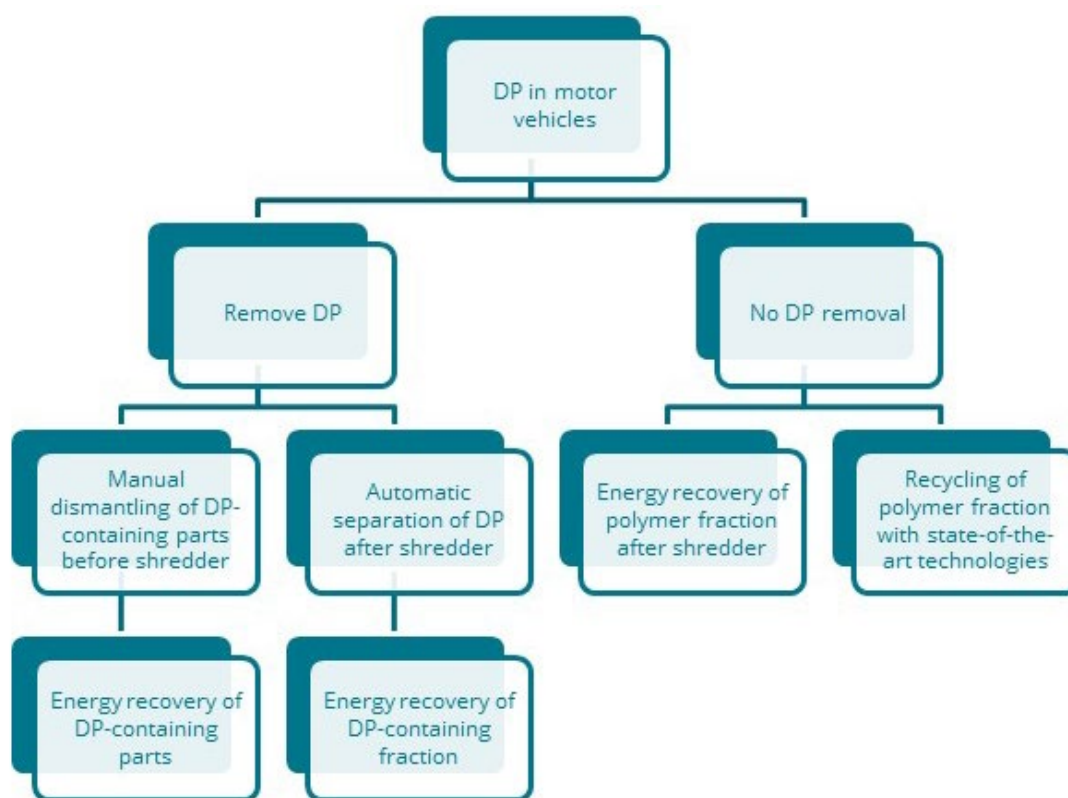 DP in motor
vehicles
Remove DP
No DP removal
Manual
dismantling of DP-
containing parts
before shredder
Automatic
separation of DP
after shredder
Energy recovery of
polymer fraction
after shredder
Recycling of
polymer fraction
with state-of-the-
art technologies
Energy recovery of
DP-containing
parts
Energy recovery of
DP-containing
fraction